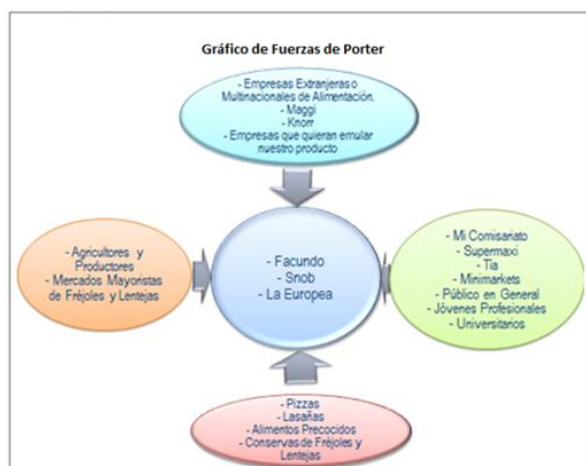 Gráfico de Fuerzas de Porter
- Empresas Extranjeras o
Multinacionales de Alimentación.
- Maggi
- Knorr
- Empresas que quieran emular
nuestro producto
- Agricultores y
Productores
- Mercados Mayoristas
de Fréjoles y Lentejas
- Facundo
- Snob
- La Europea
- Mi Comisariato
- Supermaxi
- Tía
- Minimarkets
- Público en General
- Jóvenes Profesionales
- Universitarios
- Pizzas
- Lasañas
- Alimentos Precocidos
- Conservas de Fréjoles y
Lentejas